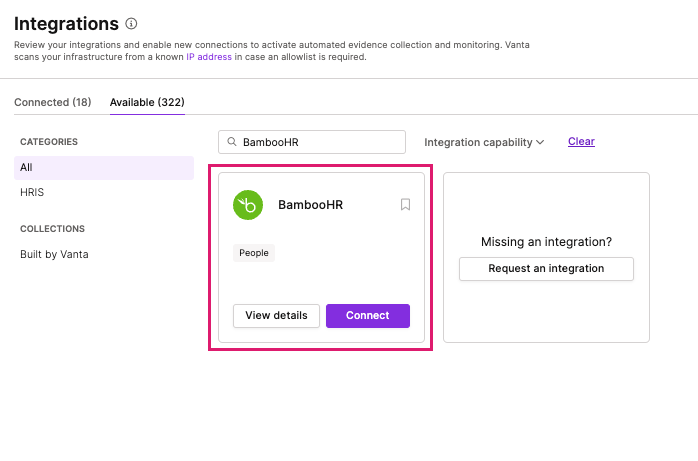 Integrations
Review your integrations and enable new connections to activate automated evidence collection and monitoring. Vanta
scans your infrastructure from a known IP address in case an allowlist is required.
Connected (18)
Available (322)
CATEGORIES
All
HRIS
COLLECTIONS
Built by Vanta
BambooHR
Integration capability
Clear
BambooHR
People
View details
Connect
Missing an integration?
Request an integration